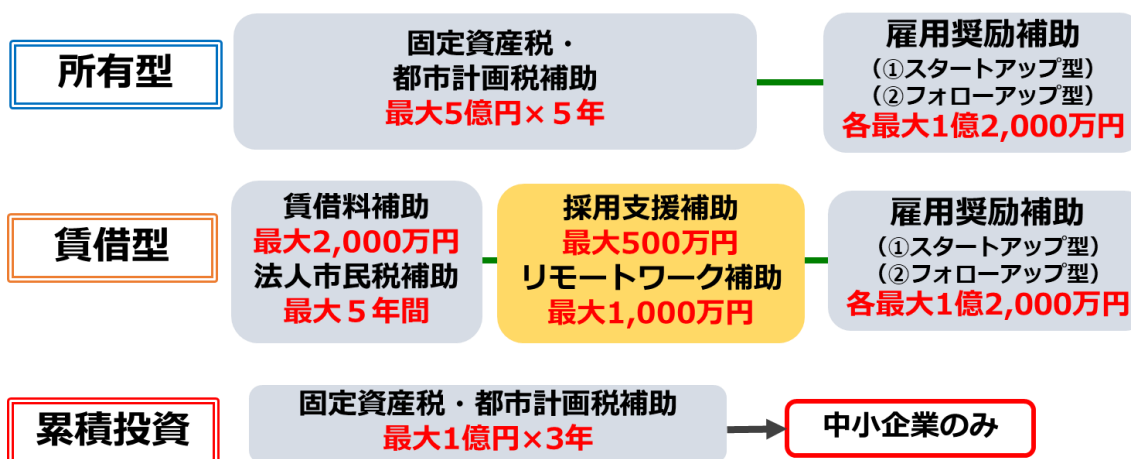 所有型
固定資産税・
都市計画税補助
最大5億円×５年
雇用奨励補助
（①スタートアップ型）
（②フォローアップ型）
各最大1億2,000万円
賃借型
賃借料補助
最大2,000万円
法人市民税補助
最大５年間
採用支援補助
最大500万円
リモートワーク補助
最大1,000万円
雇用奨励補助
（①スタートアップ型）
（②フォローアップ型）
各最大1億2,000万円
累積投資
固定資産税・都市計画税補助
最大1億円×3年
中小企業のみ